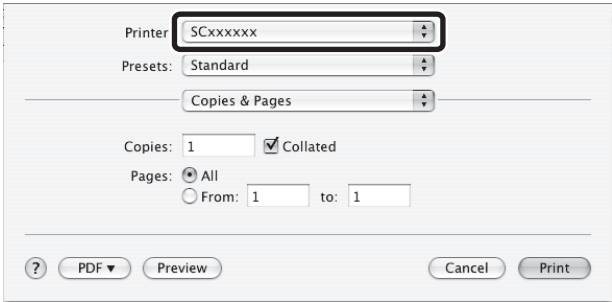 Printer SCxxxxxx
Presets: Standard
Copies & Pages
Copies: 1 Collated
Pages: All
From: 1 to: 1
? PDF▼ Preview Cancel Print